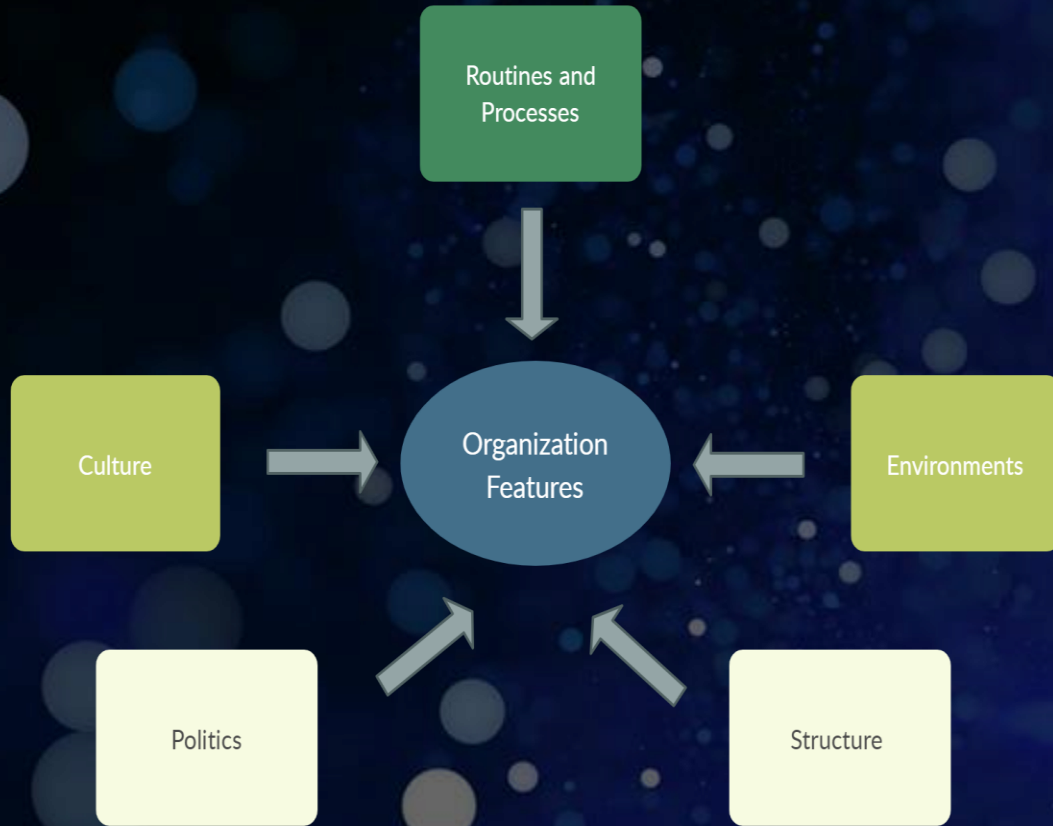 Routines and
Processes
Culture
Organization
Features
Environments
Politics
Structure